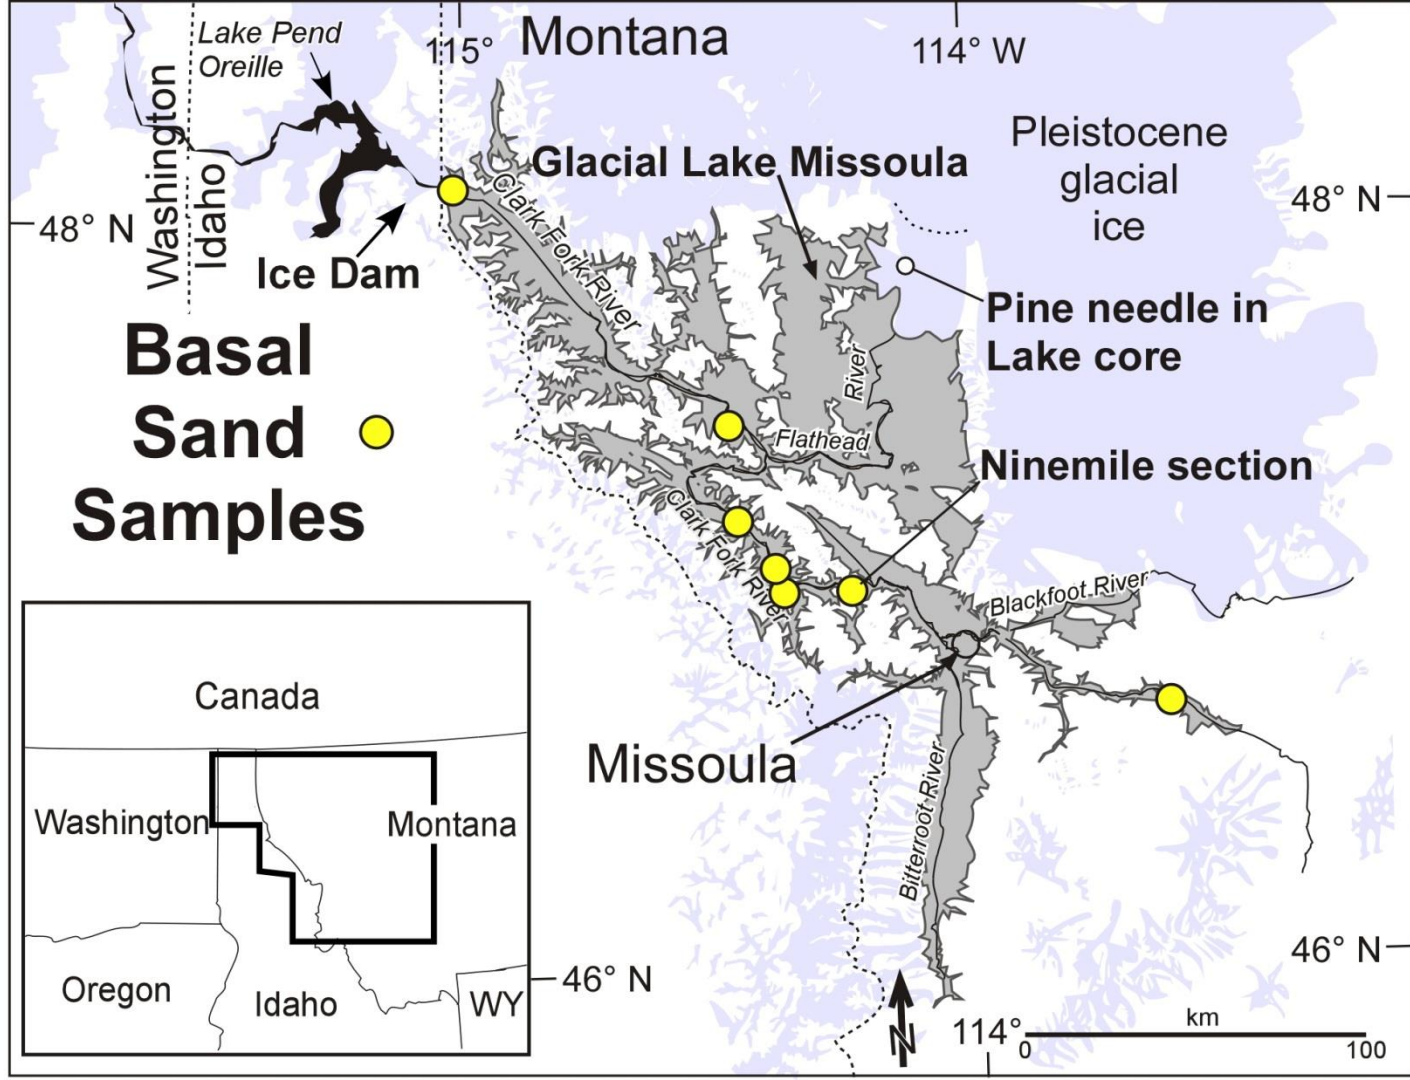 Lake Pend
Oreille
115°
Montana
114° W
Washington
Idaho
Pleistocene
glacial
ice
Glacial Lake Missoula
Clark Fork River
48° N
48° N
Ice Dam
Pine needle in
Lake core
Basal
Sand
Samples
River
Flathead
Ninemile section
Clark Fork River
Blackfoot River
Missoula
Bitterroot River
Canada
Washington
Montana
Oregon
Idaho
WY
46° N
46° N
N
114°
km
0
100